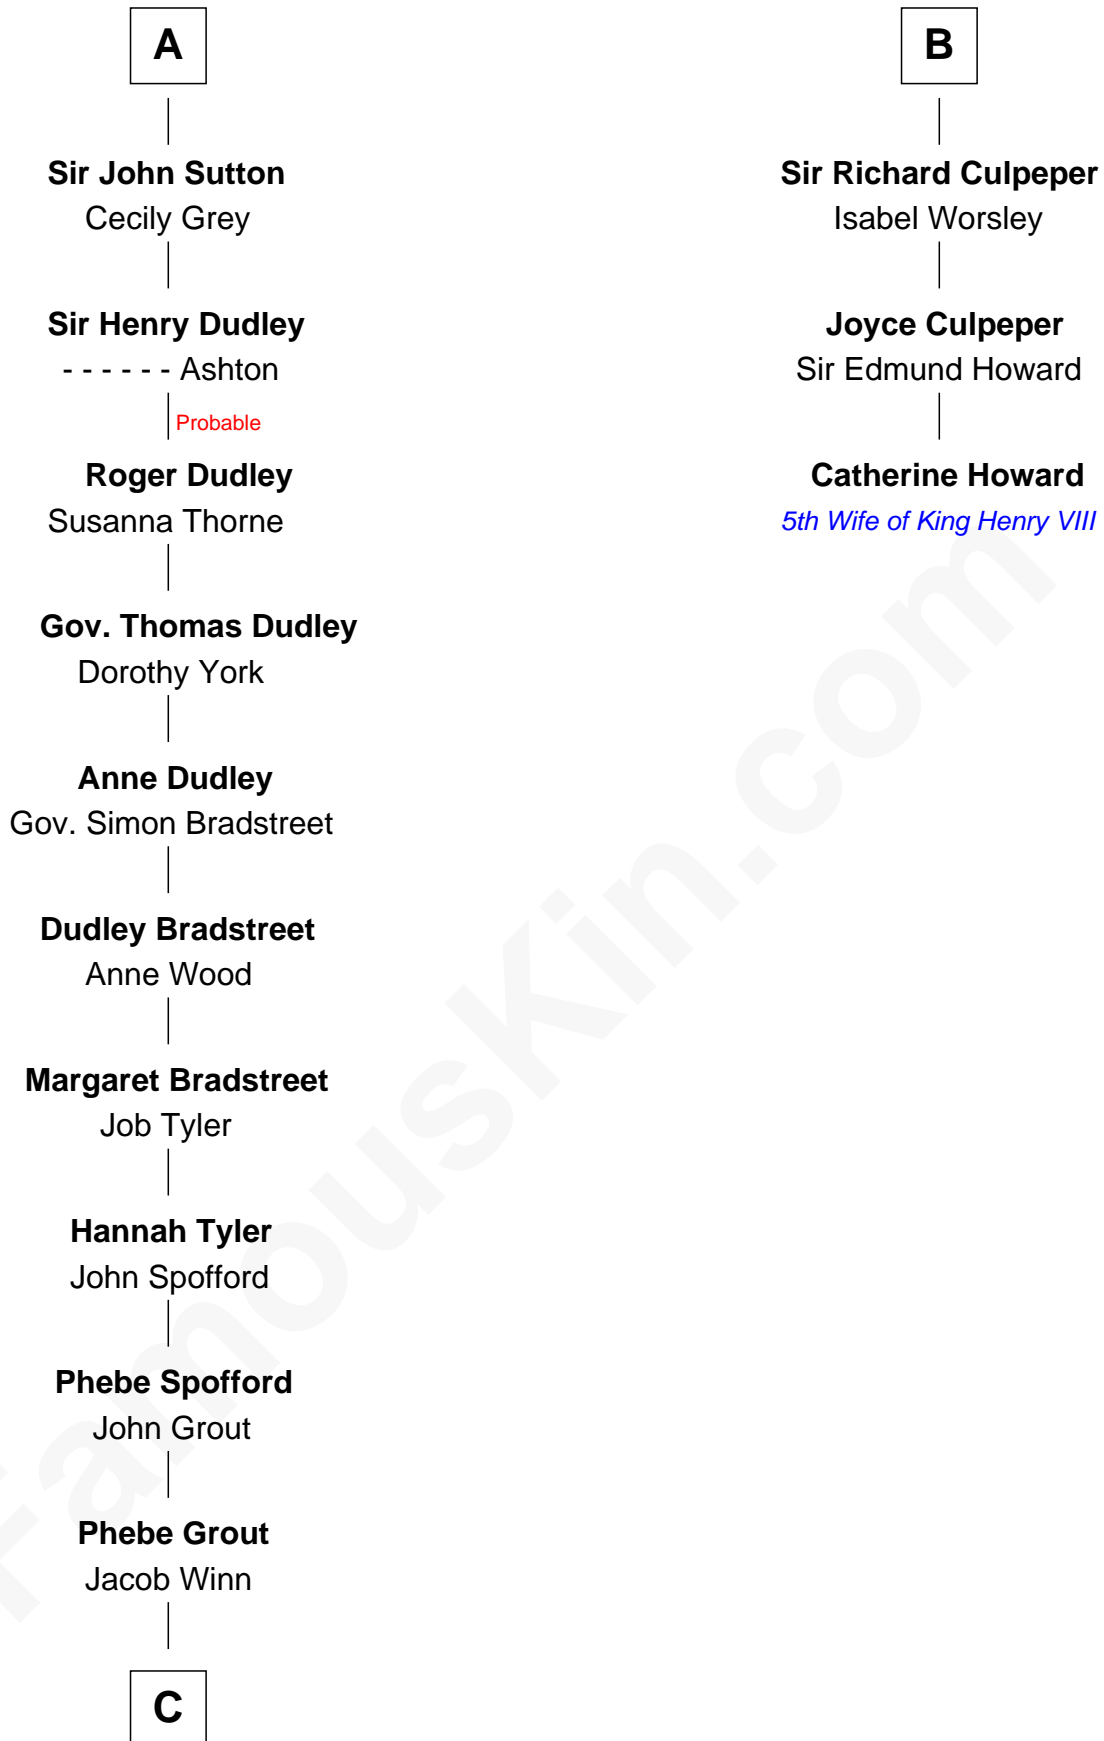 A
Sir John Sutton
Cecily Grey
Sir Henry Dudley
- - - - - - Ashton
Probable
Roger Dudley
Susanna Thorne
Gov. Thomas Dudley
Dorothy York
Anne Dudley
Gov. Simon Bradstreet
Dudley Bradstreet
Anne Wood
Margaret Bradstreet
Job Tyler
Hannah Tyler
John Spofford
Phebe Spofford
John Grout
Phebe Grout
Jacob Winn
C
B
Sir Richard Culpeper
Isabel Worsley
Joyce Culpeper
Sir Edmund Howard
Catherine Howard
5th Wife of King Henry VIII
FamousKin.com